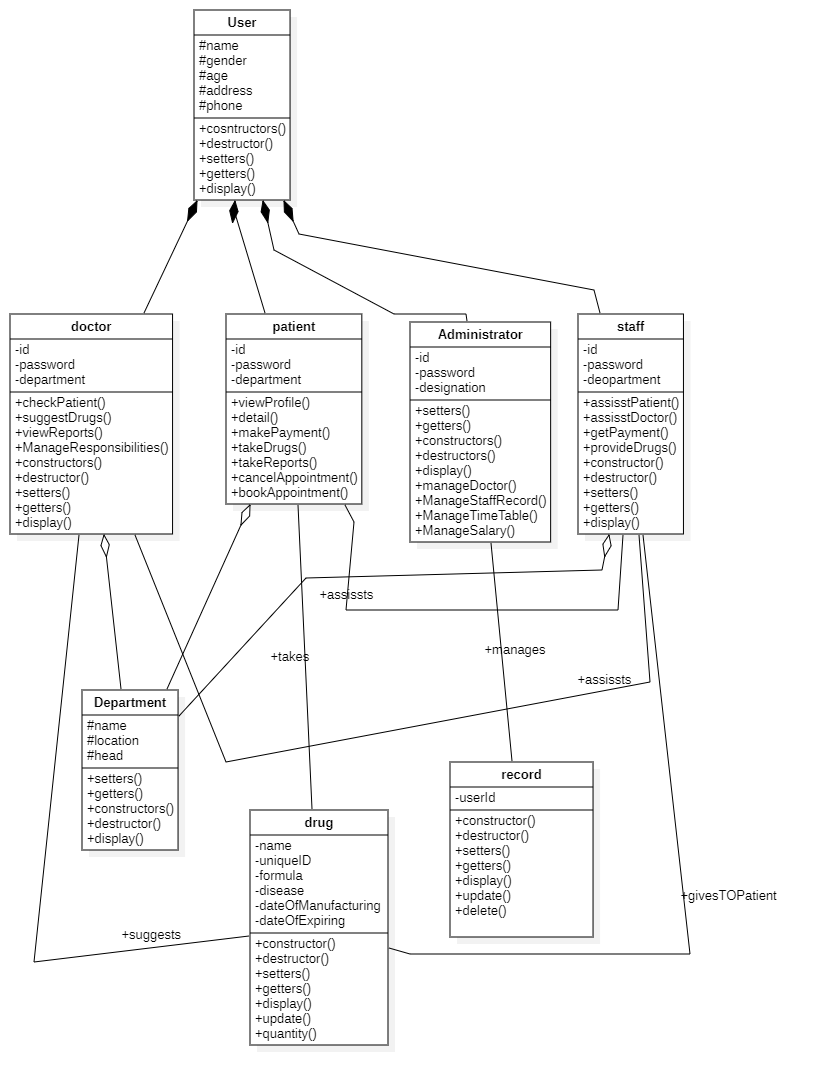 User
#name
#gender
#age
#address
#phone
+cosntructors()
+destructor()
+setters()
+getters()
+display()
doctor
-id
-password
-department
+checkPatient()
+suggestDrugs()
+viewReports()
+ManageResponsibilities()
+constructors()
+destructor()
+setters()
+getters()
+display()
patient
-id
-password
-department
+viewProfile()
+detail()
+makePayment()
+takeDrugs()
+takeReports()
+cancelAppointment()
+bookAppointment()
Administrator
-id
-password
-designation
+setters()
+getters()
+constructors()
+destructors()
+display()
+manageDoctor()
+ManageStaffRecord()
+ManageTimeTable()
+ManageSalary()
staff
-id
-password
-deopartment
+assisstPatient()
+assisstDoctor()
+getPayment()
+provideDrugs()
+constructor()
+destructor()
+setters()
+getters()
+display()
+assissts
+takes
+manages
+assissts
Department
#name
#location
#head
+setters()
+getters()
+constructors()
+destructor()
+display()
record
-userId
+constructor()
+destructor()
+setters()
+getters()
+display()
+update()
+delete()
drug
-name
-uniqueID
-formula
-disease
-dateOfManufacturing
-dateOfExpiring
+constructor()
+destructor()
+setters()
+getters()
+display()
+update()
+quantity()
+givesTOPatient
+suggests